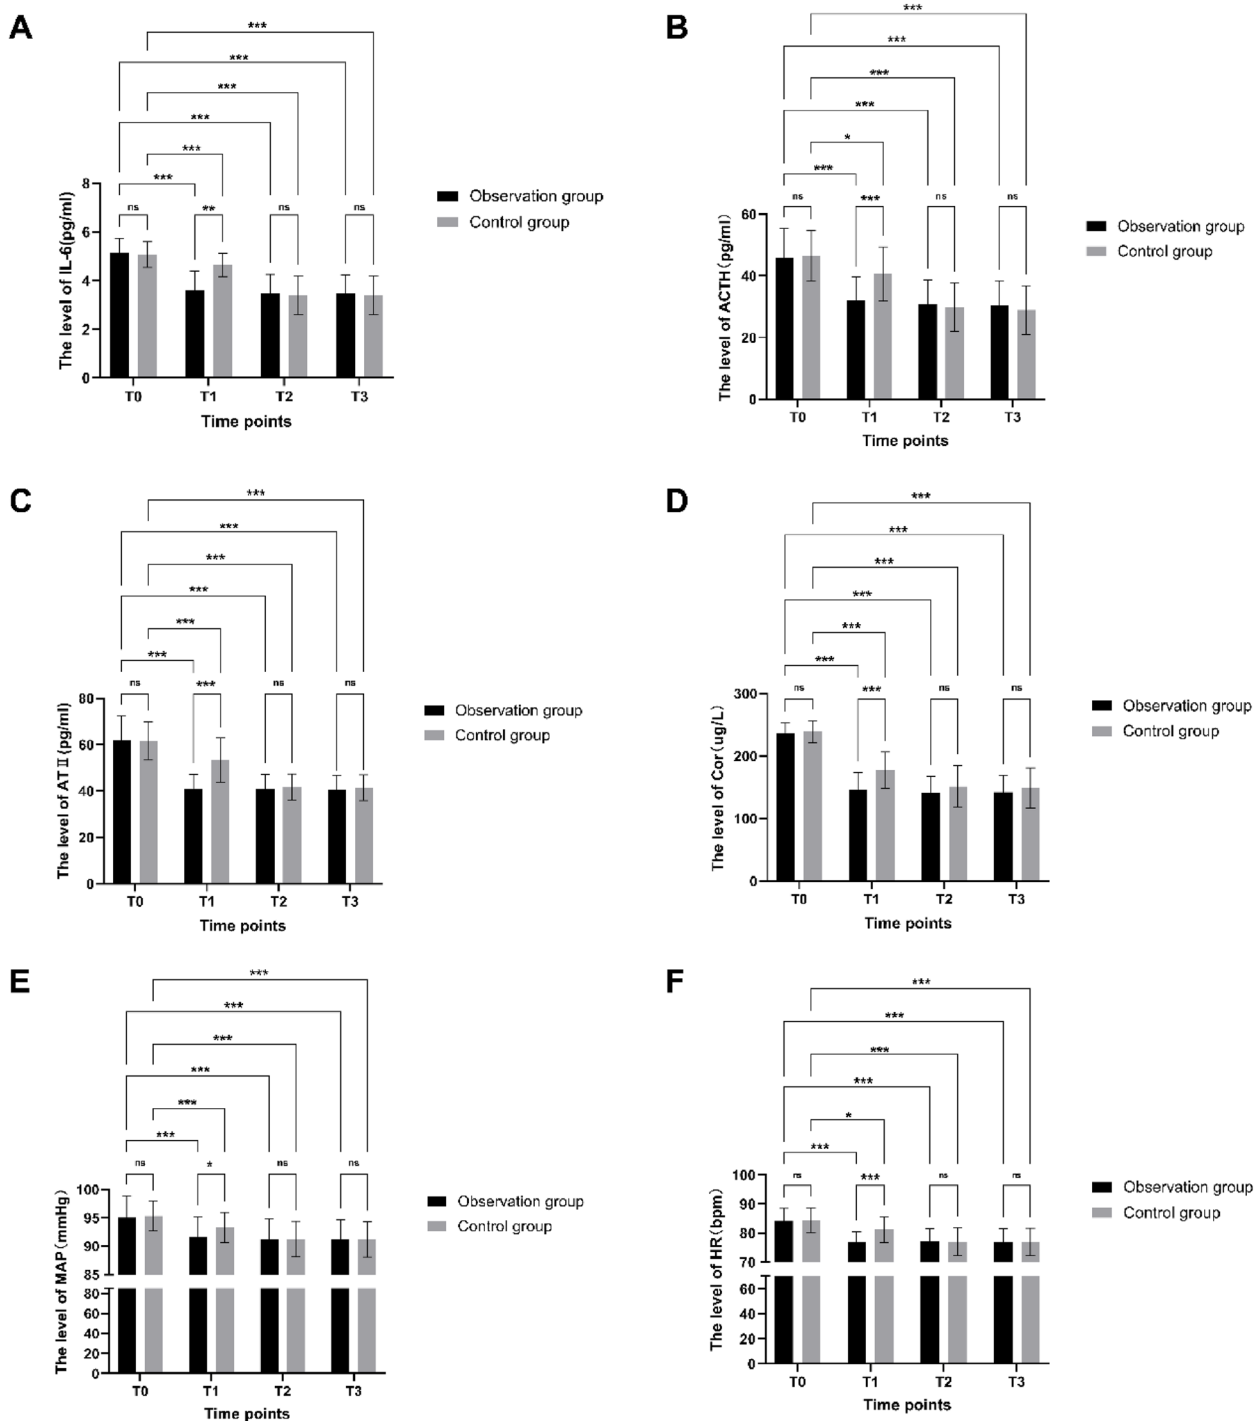 A
***
***
***
***
***
***
ns
**
ns
ns
The level of IL-6(pg/ml)
8
6
4
2
0
T0
T1
T2
T3
Time points
Observation group
Control group
B
***
***
***
***
*
***
ns
***
ns
ns
The level of ACTH(pg/ml)
60
40
20
0
T0
T1
T2
T3
Time points
Observation group
Control group
C
***
***
***
***
***
***
ns
***
ns
ns
The level of AT II (pg/ml)
80
60
40
20
0
T0
T1
T2
T3
Time points
Observation group
Control group
D
***
***
***
***
***
***
ns
***
ns
ns
The level of Cor(ug/L)
300
200
100
0
T0
T1
T2
T3
Time points
Observation group
Control group
E
***
***
***
***
***
***
ns
*
ns
ns
The level of MAP(mmHg)
100
95
90
85
80
60
40
20
0
T0
T1
T2
T3
Time points
Observation group
Control group
F
***
***
***
***
*
***
ns
***
ns
ns
The level of HR(bpm)
100
90
80
70
60
40
20
0
T0
T1
T2
T3
Time points
Observation group
Control group